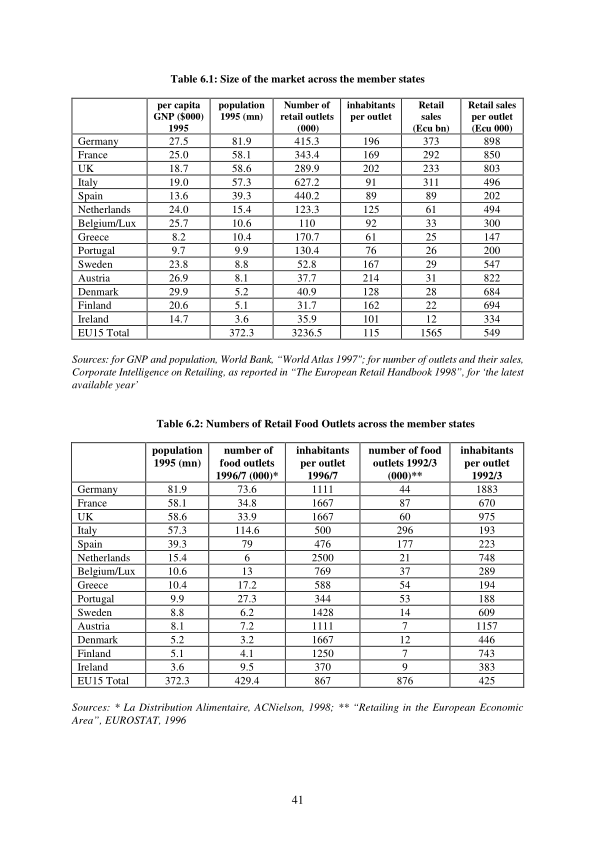 Table 6.1: Size of the market across the member states
per capita GNP ($000) 1995 population 1995 (mn) Number of retail outlets (000) inhabitants per outlet Retail sales (Ecu bn) Retail sales per outlet (Ecu 000)
Germany 27.5 81.9 415.3 196 373 898
France 25.0 58.1 343.4 169 292 850
UK 18.7 58.6 289.9 202 233 803
Italy 19.0 57.3 627.2 91 311 496
Spain 13.6 39.3 440.2 89 89 202
Netherlands 24.0 15.4 123.3 125 61 494
Belgium/Lux 25.7 10.6 110 92 33 300
Greece 8.2 10.4 170.7 61 25 147
Portugal 9.7 9.9 130.4 76 26 200
Sweden 23.8 8.8 52.8 167 29 547
Austria 26.9 8.1 37.7 214 31 822
Denmark 29.9 5.2 40.9 128 28 684
Finland 20.6 5.1 31.7 162 22 694
Ireland 14.7 3.6 35.9 101 12 334
EU15 Total 372.3 3236.5 115 1565 549
Sources: for GNP and population, World Bank, “World Atlas 1997”; for number of outlets and their sales,
Corporate Intelligence on Retailing, as reported in “The European Retail Handbook 1998”, for ‘the latest
available year’
Table 6.2: Numbers of Retail Food Outlets across the member states
population 1995 (mn) number of food outlets 1996/7 (000)* inhabitants per outlet 1996/7 number of food outlets 1992/3 (000)** inhabitants per outlet 1992/3
Germany 81.9 73.6 1111 44 1883
France 58.1 34.8 1667 87 670
UK 58.6 33.9 1667 60 975
Italy 57.3 114.6 500 296 193
Spain 39.3 79 476 177 223
Netherlands 15.4 6 2500 21 748
Belgium/Lux 10.6 13 769 37 289
Greece 10.4 17.2 588 54 194
Portugal 9.9 27.3 344 53 188
Sweden 8.8 6.2 1428 14 609
Austria 8.1 7.2 1111 7 1157
Denmark 5.2 3.2 1667 12 446
Finland 5.1 4.1 1250 7 743
Ireland 3.6 9.5 370 9 383
EU15 Total 372.3 429.4 867 876 425
Sources: * La Distribution Alimentaire, ACNielson, 1998; ** “Retailing in the European Economic
Area”, EUROSTAT, 1996
41